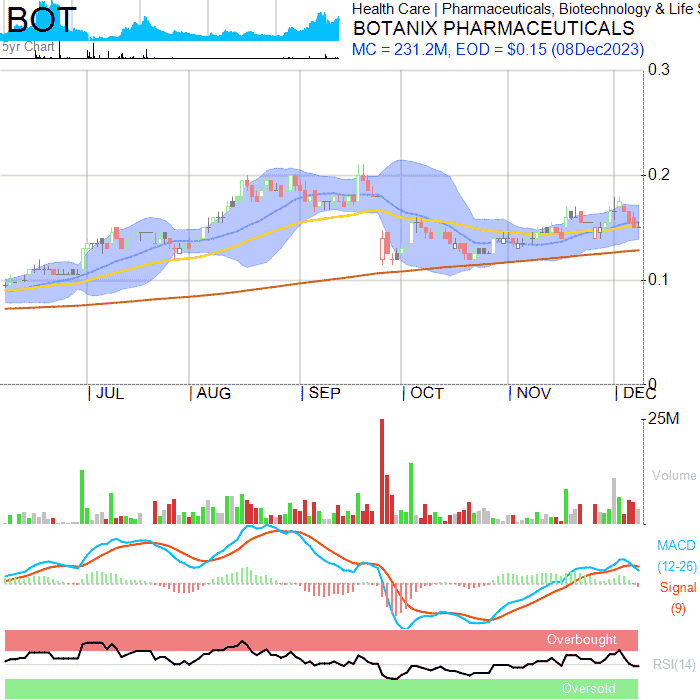 BOT
5yr Chart
Health Care | Pharmaceuticals, Biotechnology & Life S
BOTANIX PHARMACEUTICALS
MC = 231.2M, EOD = $0.15 (08Dec2023)
0.3
0.2
0.1
0
JUL AUG SEP OCT NOV DEC
25M
Volume
MACD
(12-26)
Signal
(9)
Overbought
RSI(14)
Oversold